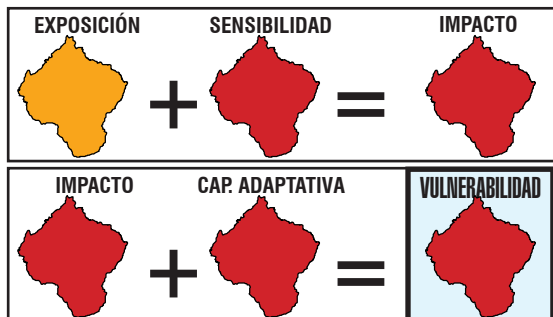 EXPOSICIÓN SENSIBILIDAD IMPACTO
+ =
IMPACTO CAP. ADAPTATIVA VULNERABILIDAD
+ =